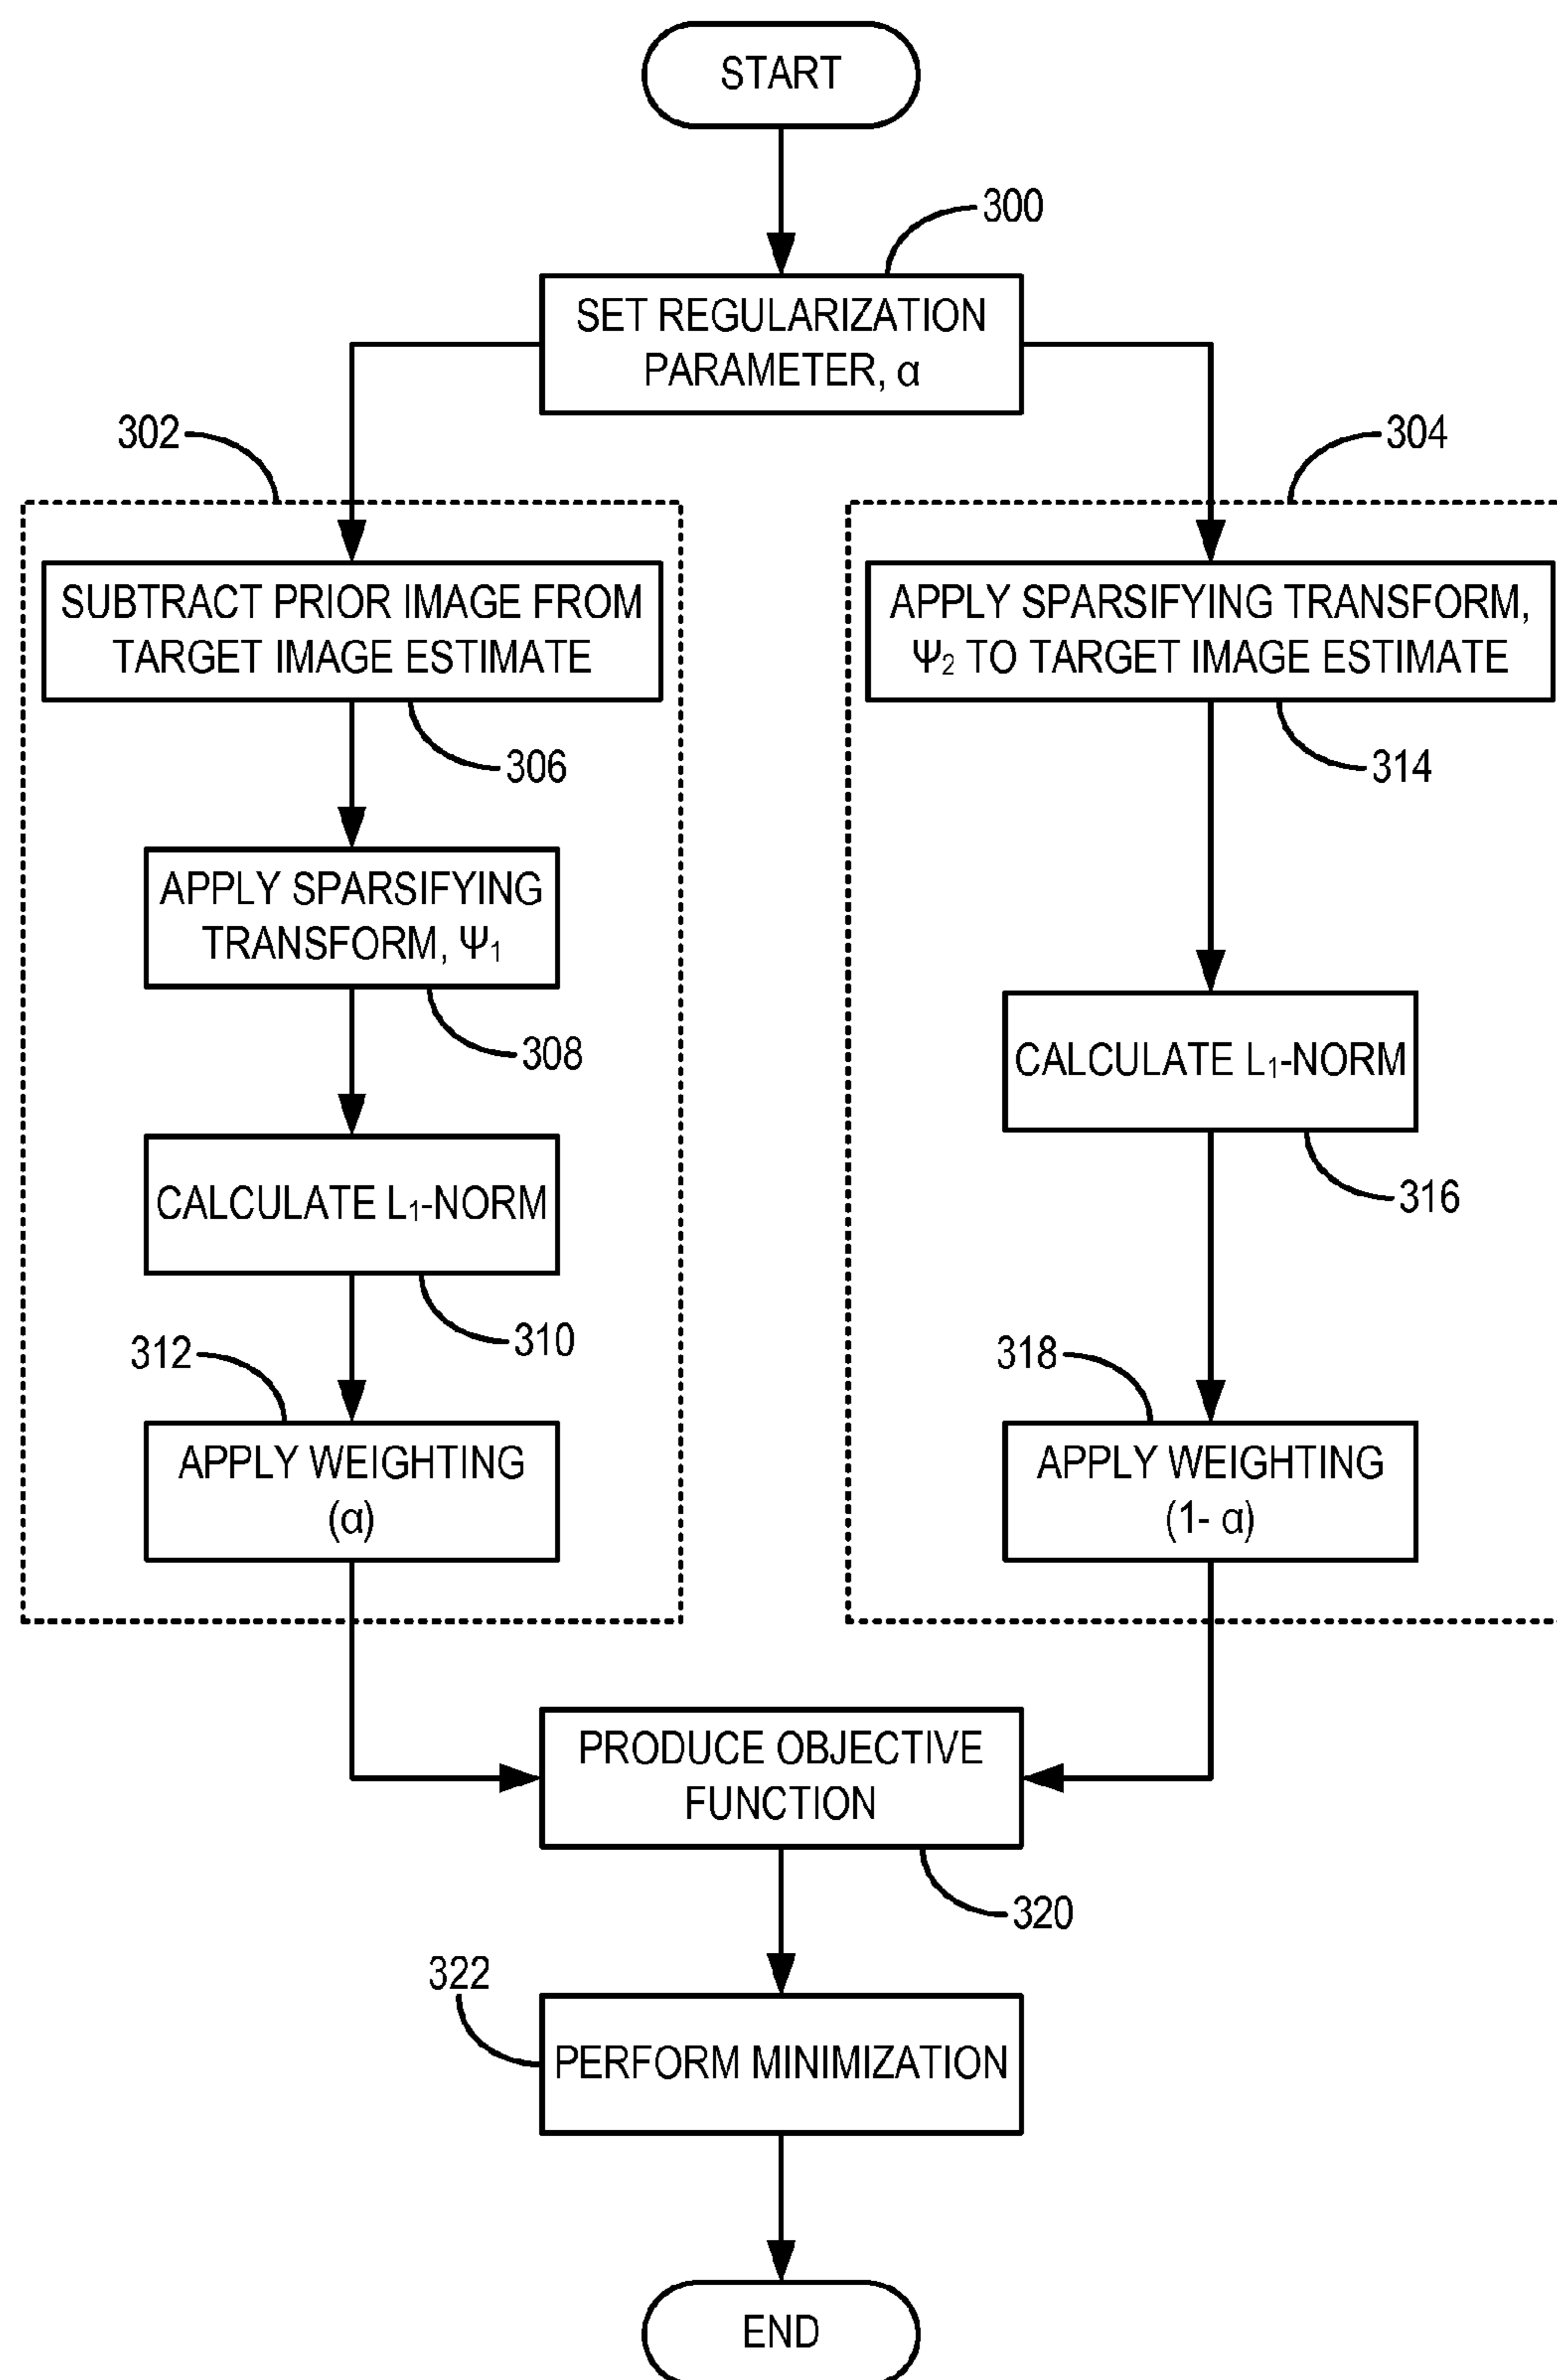 START
300
SET REGULARIZATION
PARAMETER, α
302
304
SUBTRACT PRIOR IMAGE FROM
TARGET IMAGE ESTIMATE
306
APPLY SPARSIFYING TRANSFORM,
Ψ₂ TO TARGET IMAGE ESTIMATE
314
APPLY SPARSIFYING
TRANSFORM, Ψ₁
308
CALCULATE L₁-NORM
316
CALCULATE L₁-NORM
310
312
APPLY WEIGHTING
(α)
318
APPLY WEIGHTING
(1- α)
PRODUCE OBJECTIVE
FUNCTION
320
322
PERFORM MINIMIZATION
END